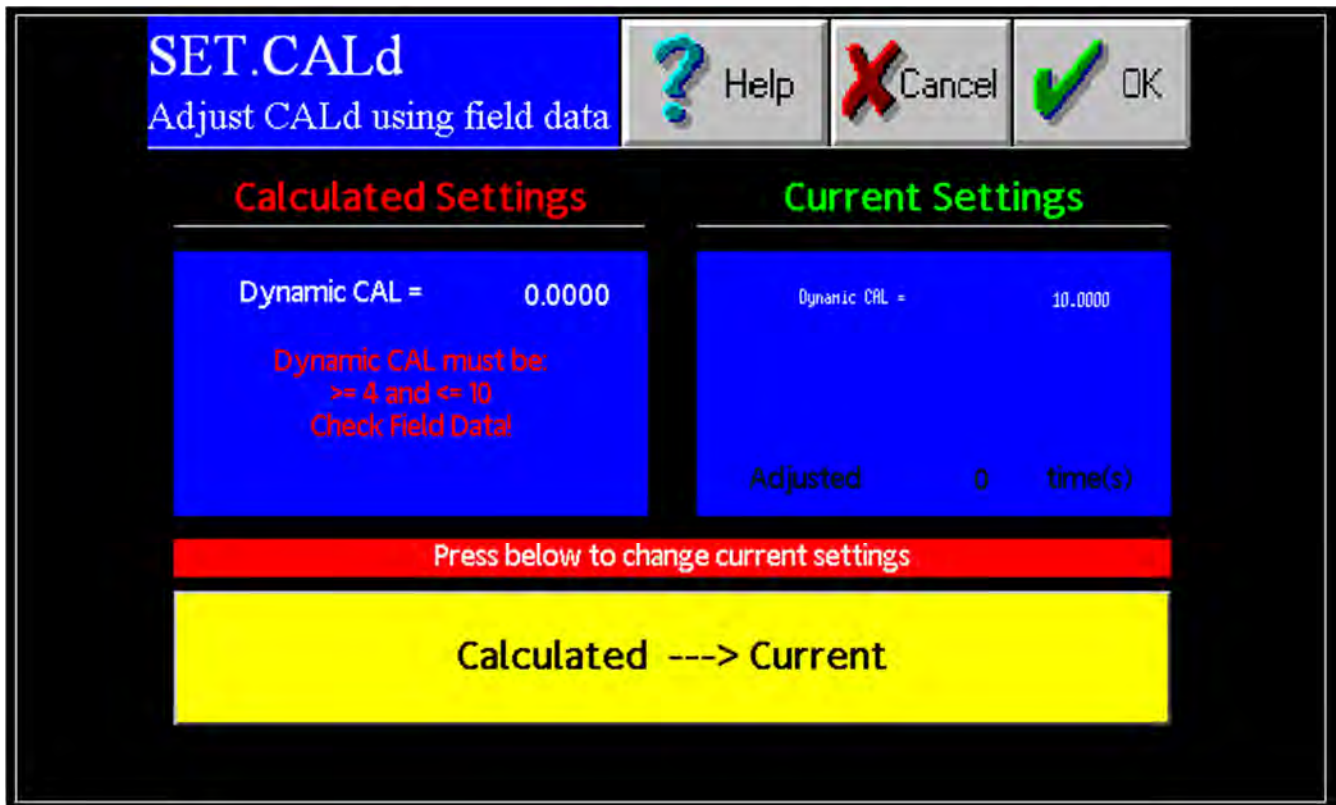 SET.CALd
Adjust CALd using field data
? Help
Cancel
OK
Calculated Settings
Current Settings
Dynamic CAL = 0.0000
Dynamic CAL must be:
>= 4 and <= 10
Check Field Data!
Dynamic CAL = 10.0000
Adjusted 0 time(s)
Press below to change current settings
Calculated ---> Current